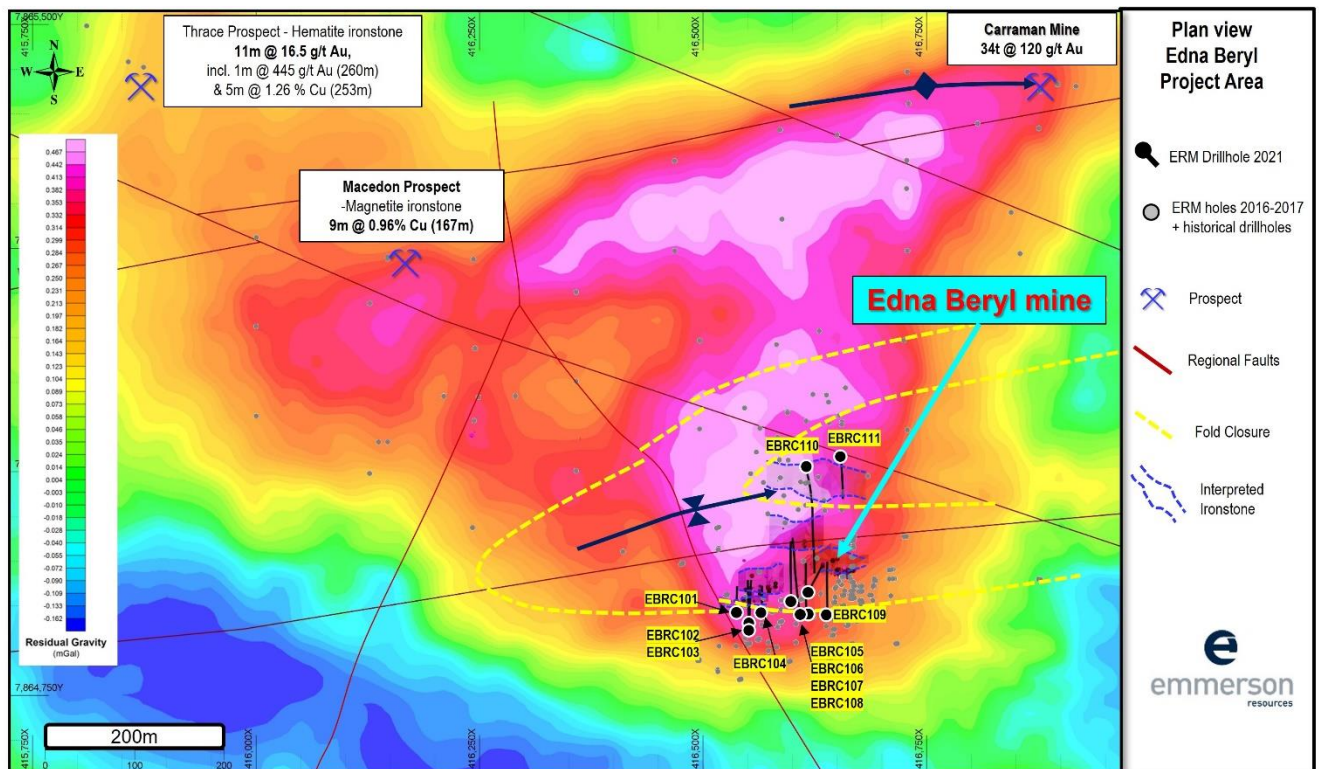 7,865,500Y
415,750X
416,250X
416,500X
416,750X
N
W E
S
Thrace Prospect - Hematite ironstone
11m @ 16.5 g/t Au,
incl. 1m @ 445 g/t Au (260m)
& 5m @ 1.26 % Cu (253m)
Carraman Mine
34t @ 120 g/t Au
Macedon Prospect
-Magnetite ironstone
9m @ 0.96% Cu (167m)
Edna Beryl mine
0.467
0.442
0.413
0.382
0.353
0.332
0.314
0.299
0.284
0.267
0.250
0.231
0.213
0.197
0.182
0.164
0.143
0.123
0.104
0.089
0.073
0.058
0.046
0.035
0.024
0.014
0.004
-0.003
-0.010
-0.018
-0.028
-0.040
-0.055
-0.072
-0.090
-0.109
-0.133
-0.162
Residual Gravity
(mGal)
EBRC110
EBRC111
EBRC101
EBRC102
EBRC103
EBRC104
EBRC109
EBRC105
EBRC106
EBRC107
EBRC108
7,864,750Y
200m
0
200
415,750X
416,000X
416,250X
416,500X
416,750X
Plan view
Edna Beryl
Project Area
ERM Drillhole 2021
ERM holes 2016-2017
+ historical drillholes
Prospect
Regional Faults
Fold Closure
Interpreted
Ironstone
emmerson
resources